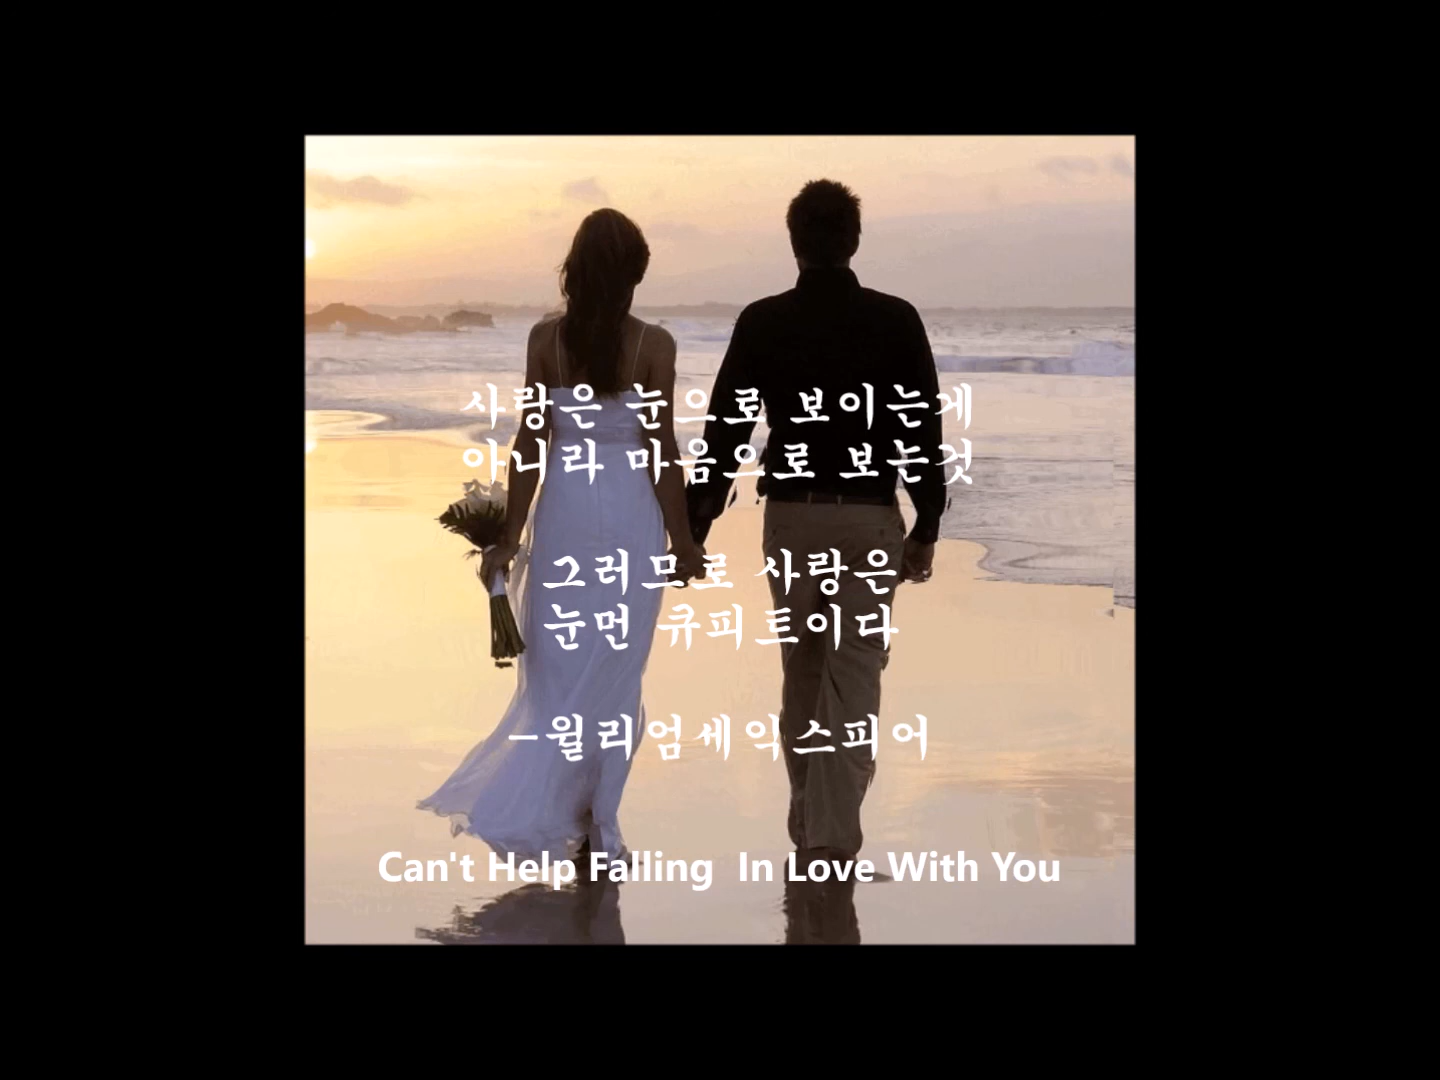 사랑은 눈으로 보이는게
아니라 마음으로 보는것
그러므로 사랑은
눈먼 큐피트이다
-윌리엄세익스피어
Can't Help Falling  In Love With You